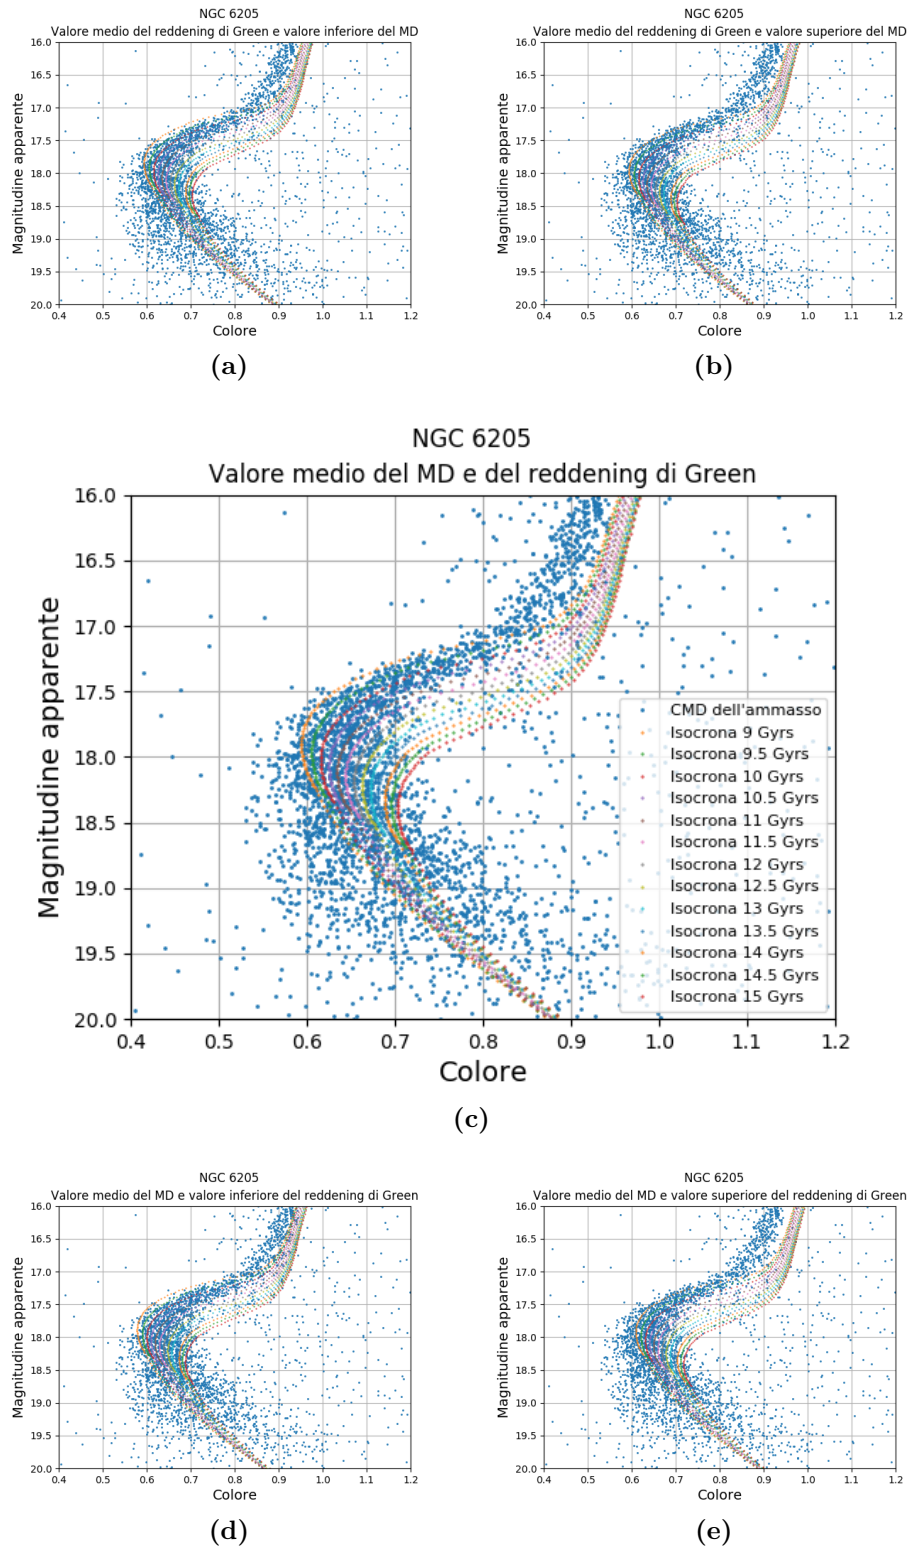 NGC 6205
Valore medio del reddening di Green e valore inferiore del MD
16.0
16.5
17.0
17.5
18.0
18.5
19.0
19.5
20.0
Magnitudine apparente
0.4 0.5 0.6 0.7 0.8 0.9 1.0 1.1 1.2
Colore
(a)
NGC 6205
Valore medio del reddening di Green e valore superiore del MD
16.0
16.5
17.0
17.5
18.0
18.5
19.0
19.5
20.0
Magnitudine apparente
0.4 0.5 0.6 0.7 0.8 0.9 1.0 1.1 1.2
Colore
(b)
NGC 6205
Valore medio del MD e del reddening di Green
16.0
16.5
17.0
17.5
18.0
18.5
19.0
19.5
20.0
Magnitudine apparente
CMD dell'ammasso
Isocrona 9 Gyrs
Isocrona 9.5 Gyrs
Isocrona 10 Gyrs
Isocrona 10.5 Gyrs
Isocrona 11 Gyrs
Isocrona 11.5 Gyrs
Isocrona 12 Gyrs
Isocrona 12.5 Gyrs
Isocrona 13 Gyrs
Isocrona 13.5 Gyrs
Isocrona 14 Gyrs
Isocrona 14.5 Gyrs
Isocrona 15 Gyrs
0.4 0.5 0.6 0.7 0.8 0.9 1.0 1.1 1.2
Colore
(c)
NGC 6205
Valore medio del MD e valore inferiore del reddening di Green
16.0
16.5
17.0
17.5
18.0
18.5
19.0
19.5
20.0
Magnitudine apparente
0.4 0.5 0.6 0.7 0.8 0.9 1.0 1.1 1.2
Colore
(d)
NGC 6205
Valore medio del MD e valore superiore del reddening di Green
16.0
16.5
17.0
17.5
18.0
18.5
19.0
19.5
20.0
Magnitudine apparente
0.4 0.5 0.6 0.7 0.8 0.9 1.0 1.1 1.2
Colore
(e)